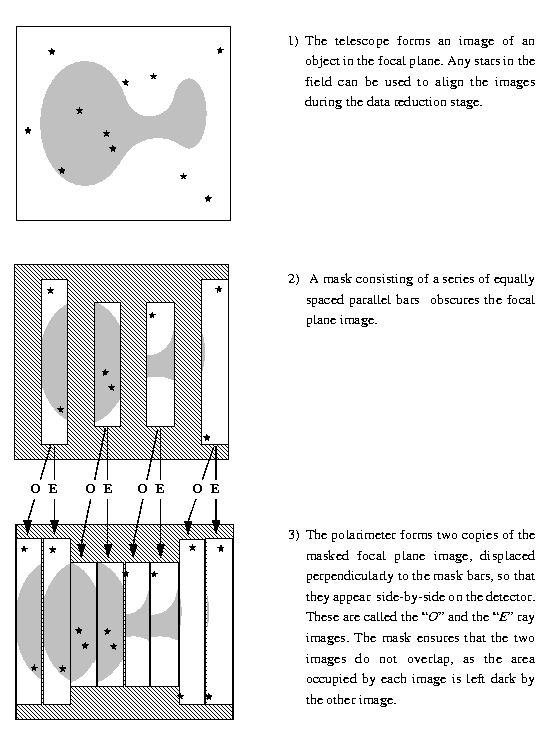 1) The telescope forms an image of an
object in the focal plane. Any stars in the
field can be used to align the images
during the data reduction stage.
2) A mask consisting of a series of equally
spaced parallel bars obscures the focal
plane image.
O E O E O E O E
3) The polarimeter forms two copies of the
masked focal plane image, displaced
perpendicularly to the mask bars, so that
they appear side-by-side on the detector.
These are called the “O” and the “E” ray
images. The mask ensures that the two
images do not overlap, as the area
occupied by each image is left dark by
the other image.